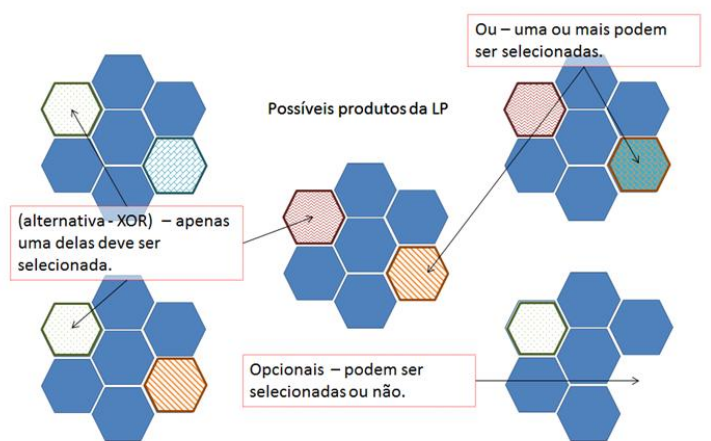 Ou – uma ou mais podem
ser selecionadas.
Possíveis produtos da LP
(alternativa - XOR) – apenas
uma delas deve ser
selecionada.
Opcionais – podem ser
selecionadas ou não.